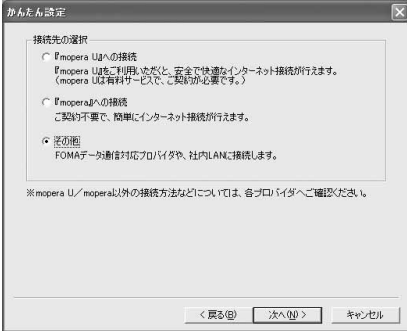 かんたん設定
接続先の選択
『mopera U』への接続
『mopera U』をご利用いただくと、安全で快適なインターネット接続が行えます。
（mopera Uは有料サービスで、ご契約が必要です。）
『mopera』への接続
ご契約不要で、簡単にインターネット接続が行えます。
その他
FOMAデータ通信対応プロバイダや、社内LANに接続します。
※mopera U／mopera以外の接続方法などについては、各プロバイダへご確認ください。
< 戻る(B)
次へ(N) >
キャンセル